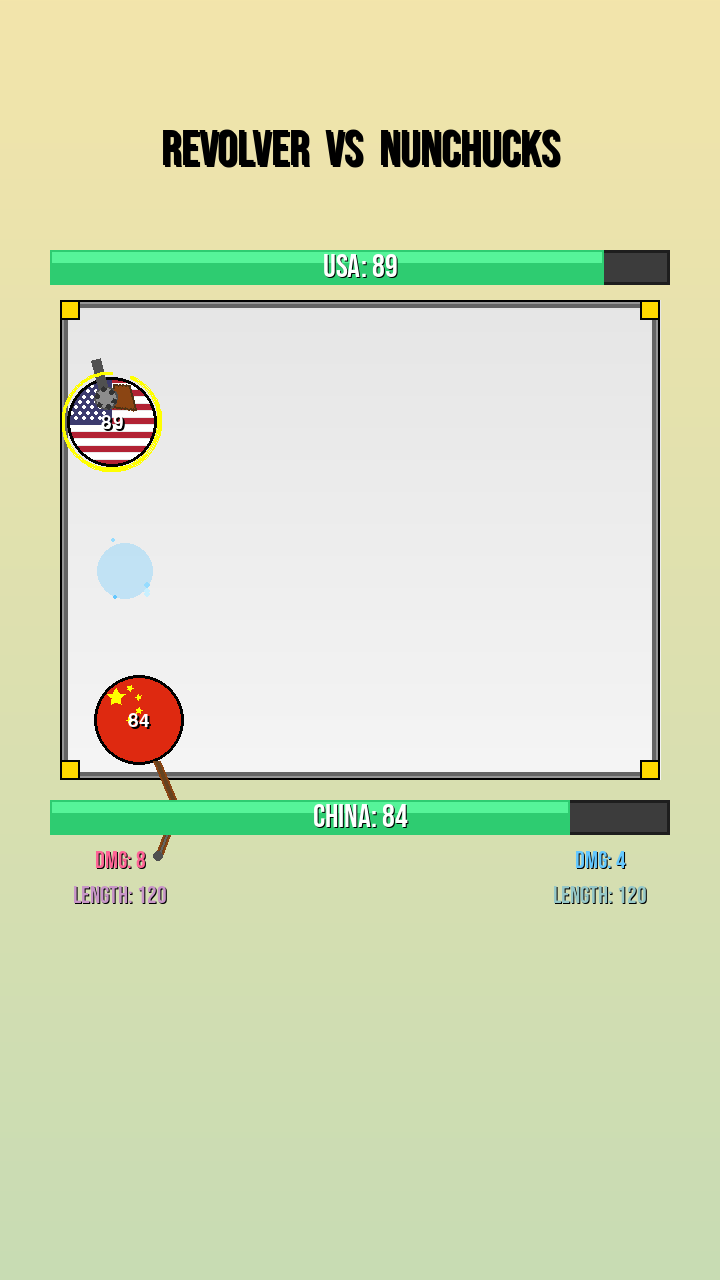 REVOLVER VS NUNCHUCKS
USA: 89
89
84
CHINA: 84
DMG: 8
DMG: 4
LENGTH: 120
LENGTH: 120